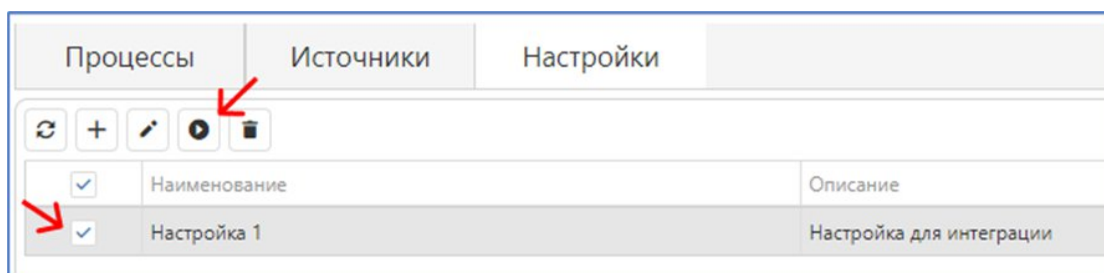 Процессы Источники Настройки
Наименование Описание
Настройка 1 Настройка для интеграции